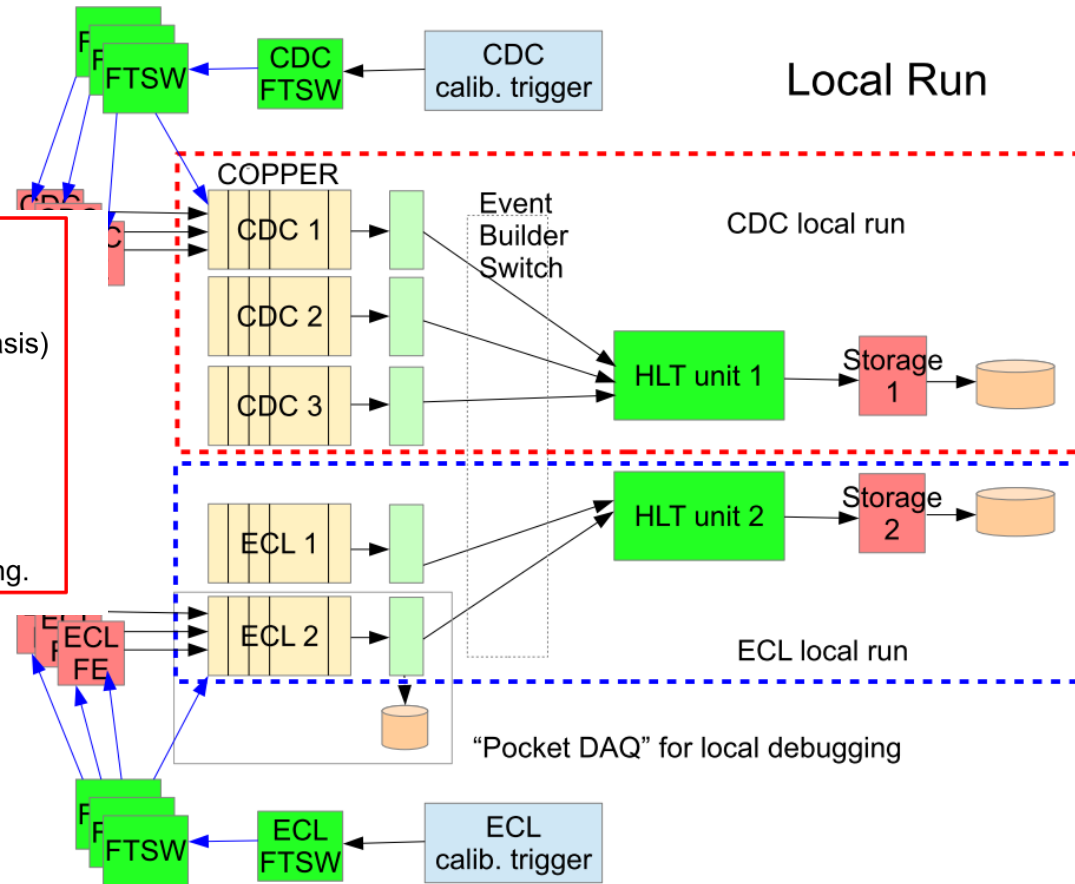 CDC
FTSW
CDC
calib. trigger
Local Run
FTSW
COPPER
CDC 1
CDC 2
CDC 3
Event
Builder
Switch
CDC local run
HLT unit 1
Storage
1
HLT unit 2
Storage
2
ECL 1
ECL 2
ECL local run
ECL
FE
"Pocket DAQ" for local debugging
FTSW
ECL
FTSW
ECL
calib. trigger